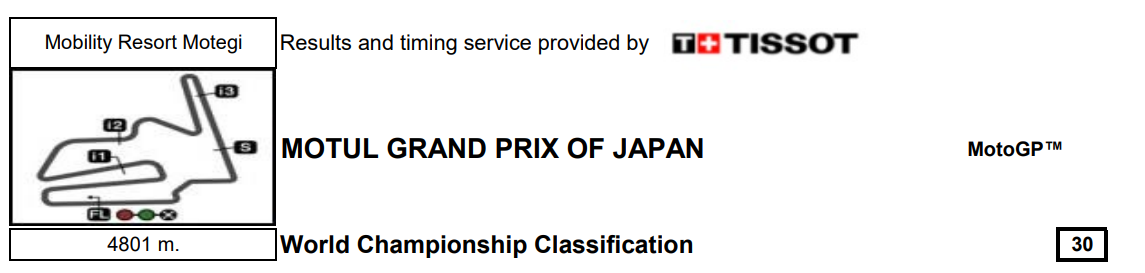 Mobility Resort Motegi
Results and timing service provided by
T+ TISSOT
i3
i2
S
i1
MOTUL GRAND PRIX OF JAPAN
MotoGP™
FL
4801 m.
World Championship Classification
30